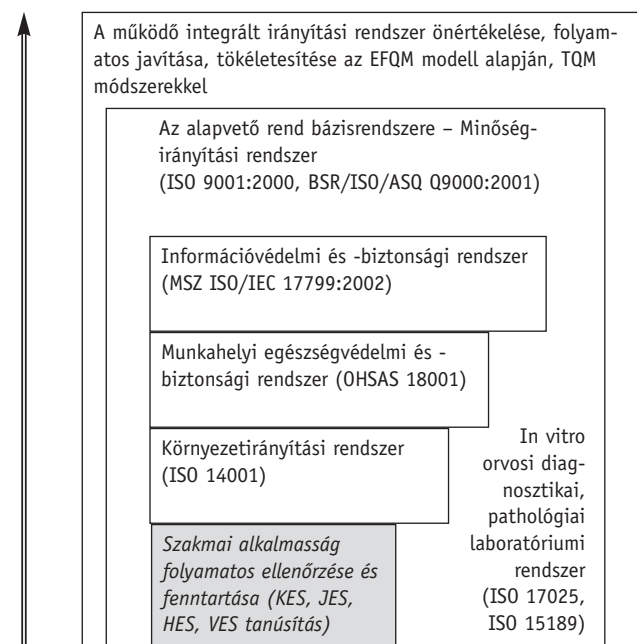 A működő integrált irányítási rendszer önértékelése, folyam-
atos javítása, tökéletesítése az EFQM modell alapján, TQM
módszerekkel
Az alapvető rend bázisrendszere – Minőség-
irányítási rendszer
(ISO 9001:2000, BSR/ISO/ASQ Q9000:2001)
Információvédelmi és -biztonsági rendszer
(MSZ ISO/IEC 17799:2002)
Munkahelyi egészségvédelmi és -
biztonsági rendszer (OHSAS 18001)
Környezetirányítási rendszer
(ISO 14001)
In vitro
orvosi diag-
nosztikai,
pathológiai
laboratóriumi
rendszer
(ISO 17025,
ISO 15189)
Szakmai alkalmasság
folyamatos ellenőrzése és
fenntartása (KES, JES,
HES, VES tanúsítás)